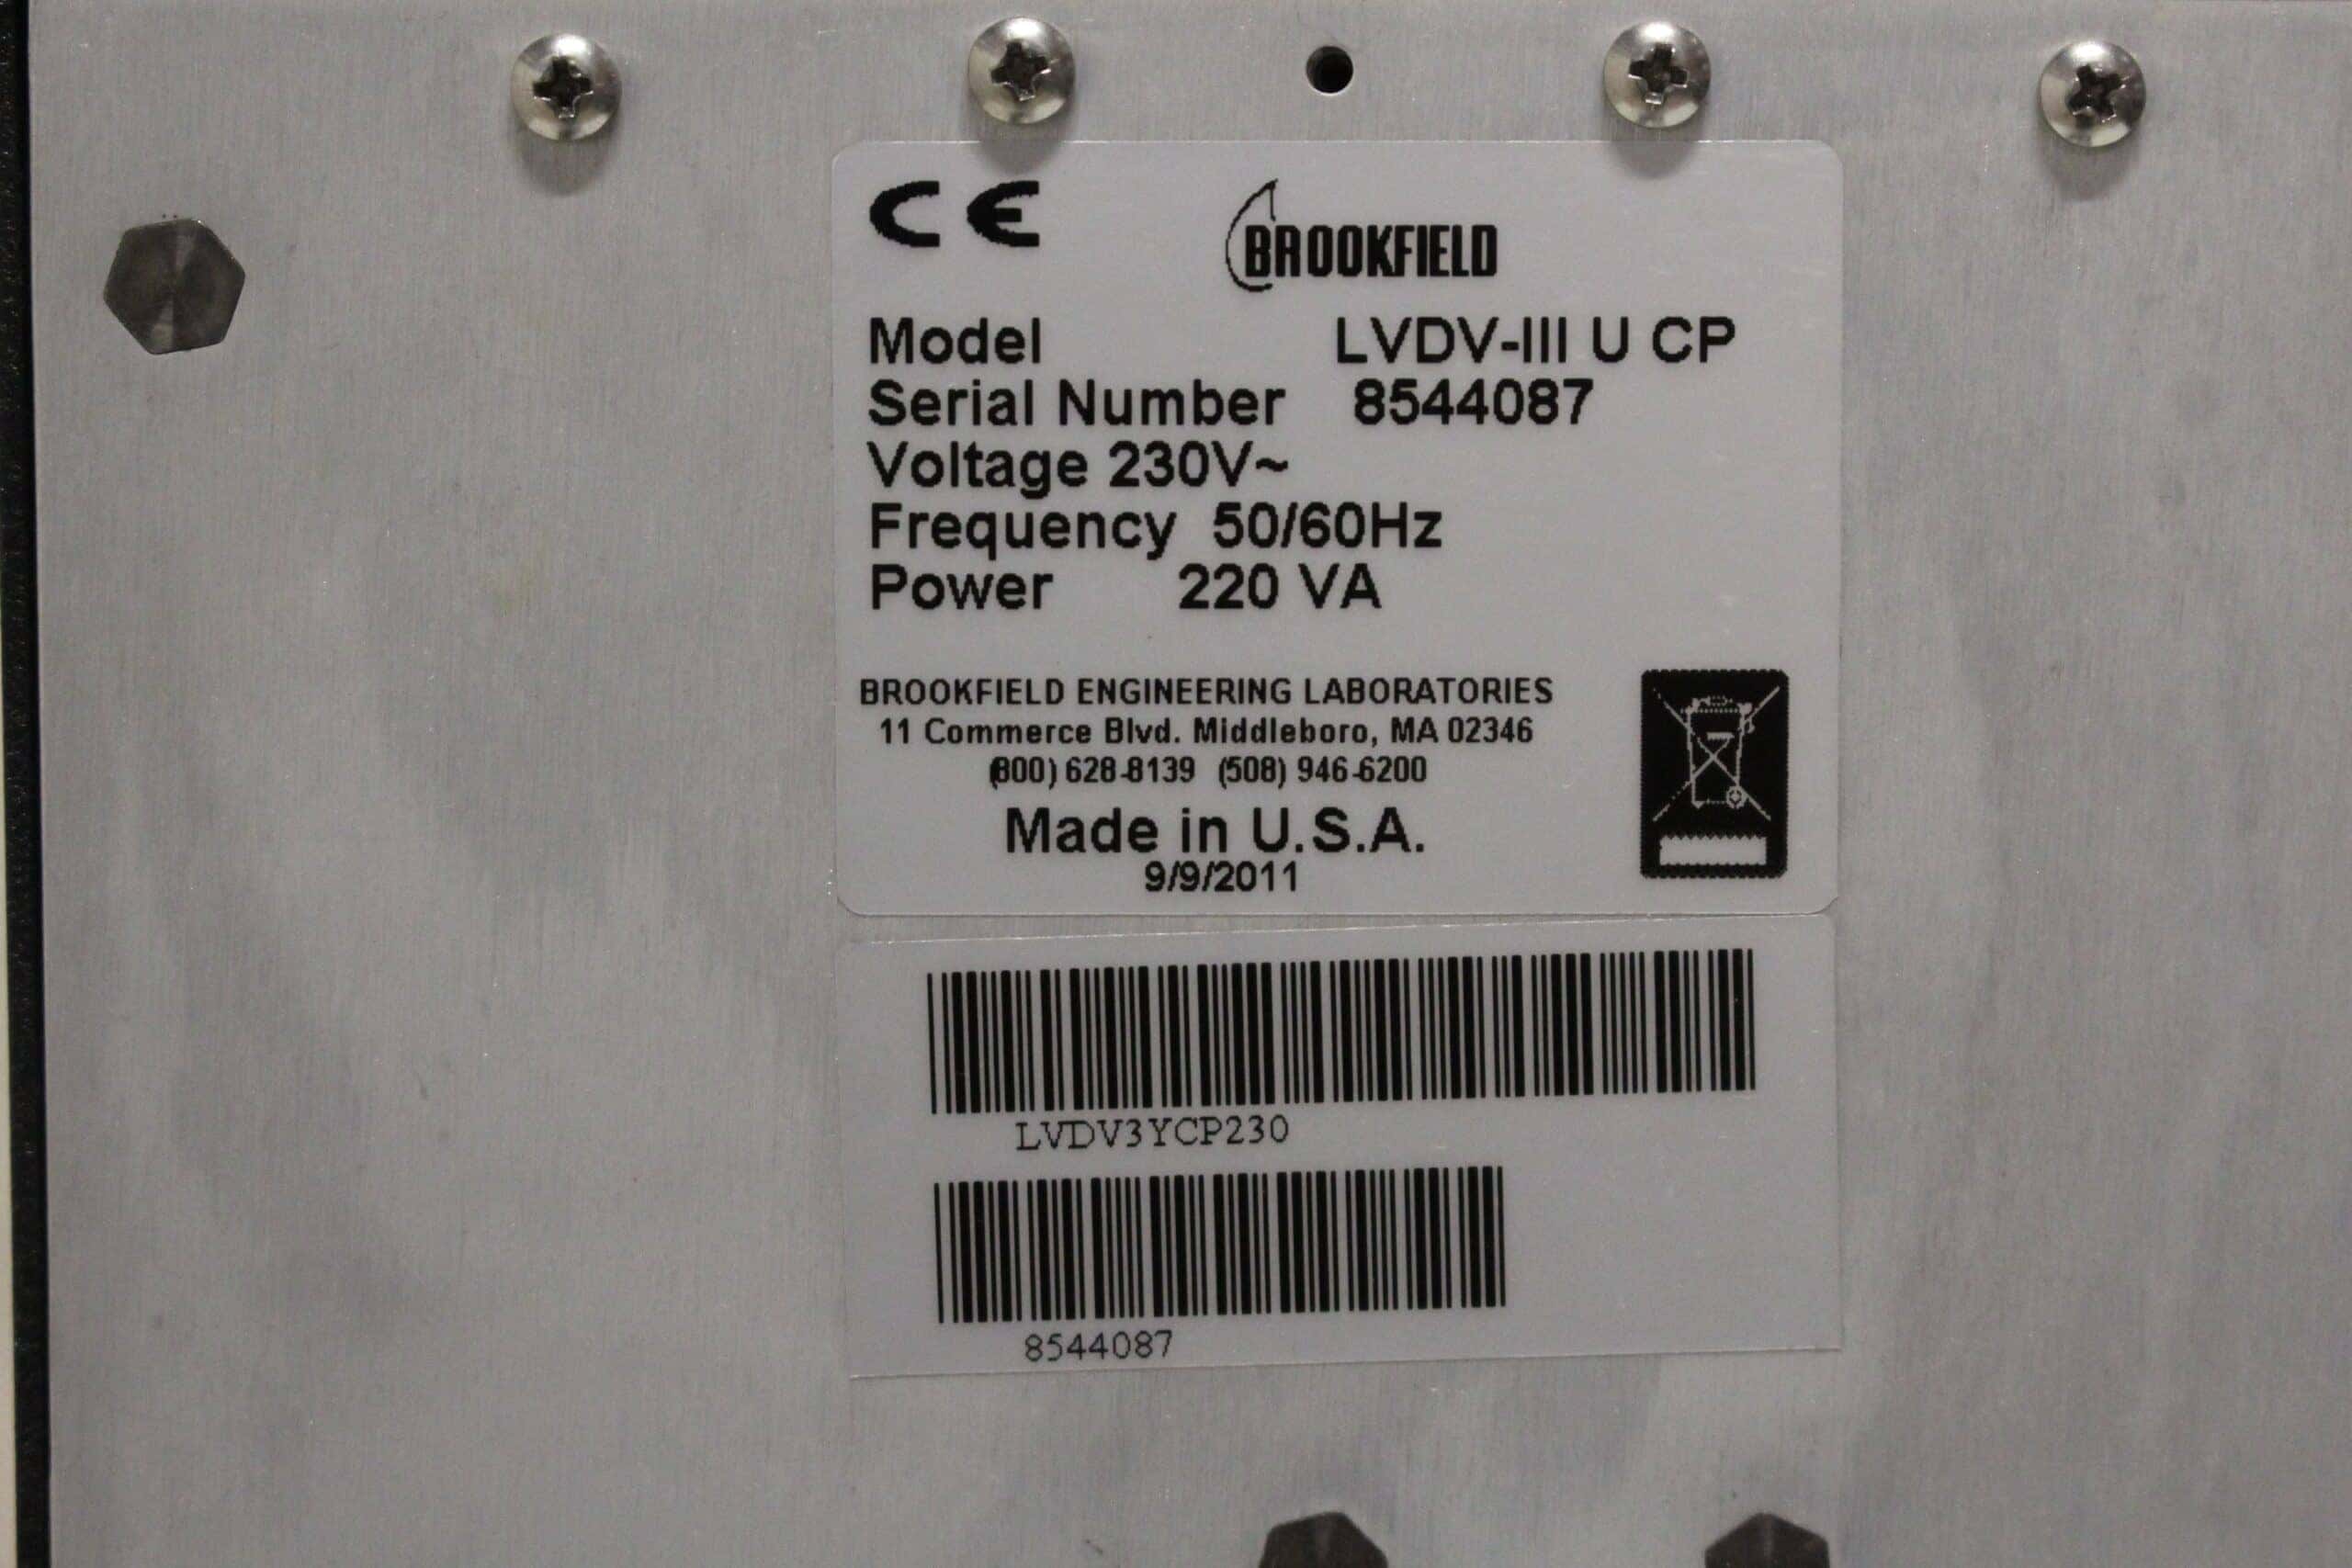 CE BROOKFIELD
Model LVDV-III U CP
Serial Number 8544087
Voltage 230V~
Frequency 50/60Hz
Power 220 VA
BROOKFIELD ENGINEERING LABORATORIES
11 Commerce Blvd. Middleboro, MA 02346
(800) 628-8139 (508) 946-6200
Made in U.S.A.
9/9/2011
LVDV3YCP230
8544087